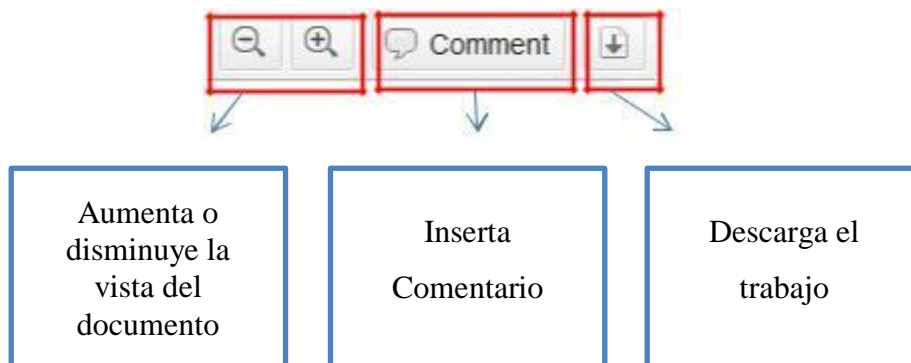 Comment
Aumenta o
disminuye la
vista del
documento
Inserta
Comentario
Descarga el
trabajo